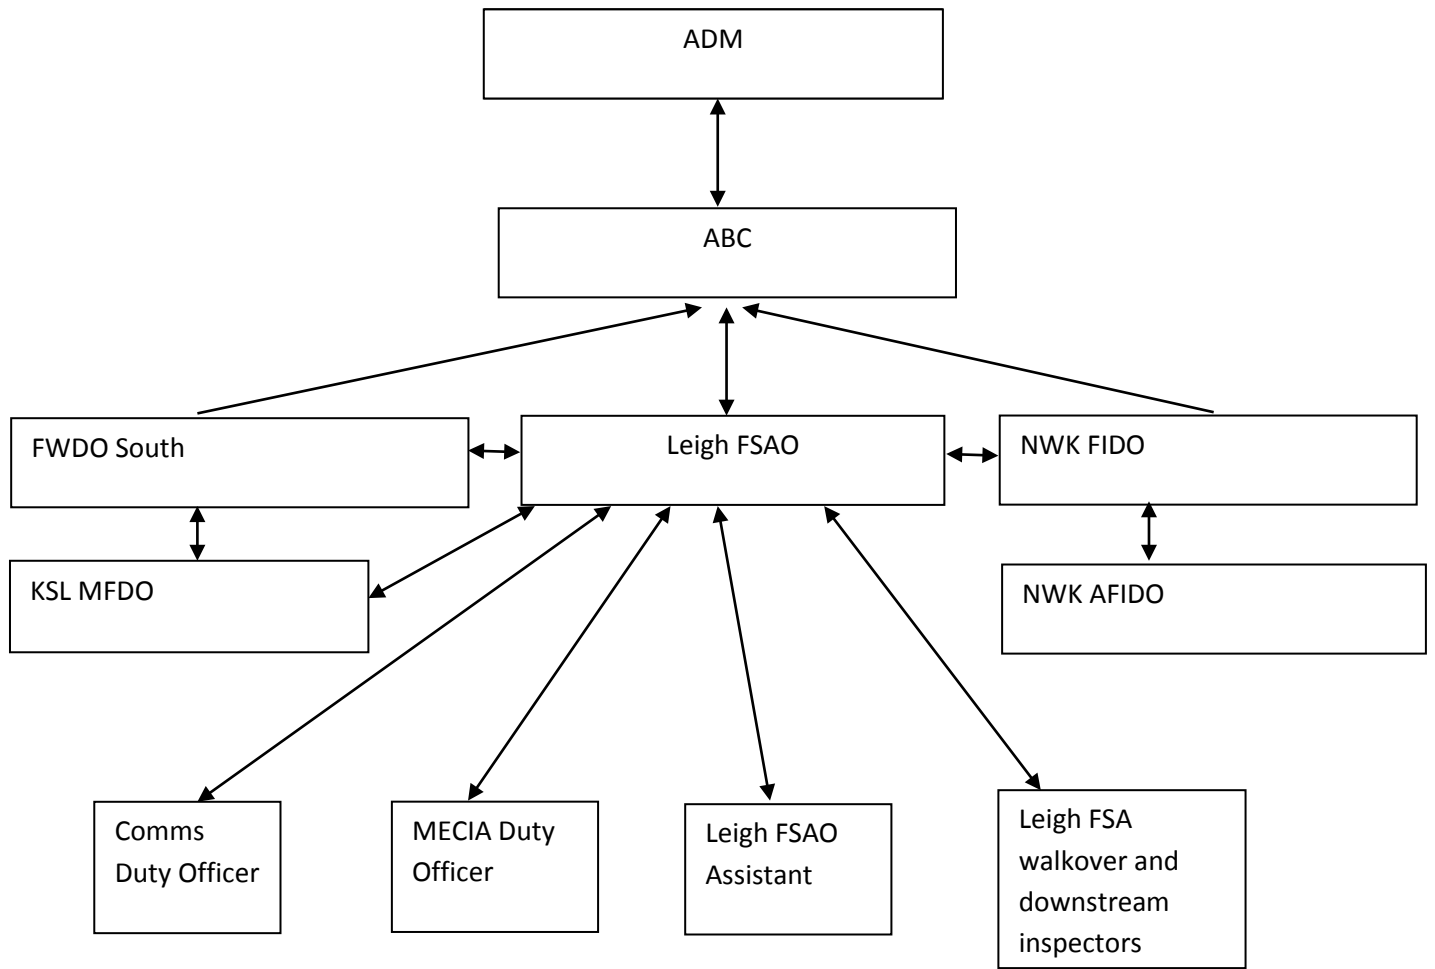 ADM
ABC
FWDO South
Leigh FSAO
NWK FIDO
KSL MFDO
NWK AFIDO
Comms
Duty Officer
MECIA Duty
Officer
Leigh FSAO
Assistant
Leigh FSA
walkover and
downstream
inspectors